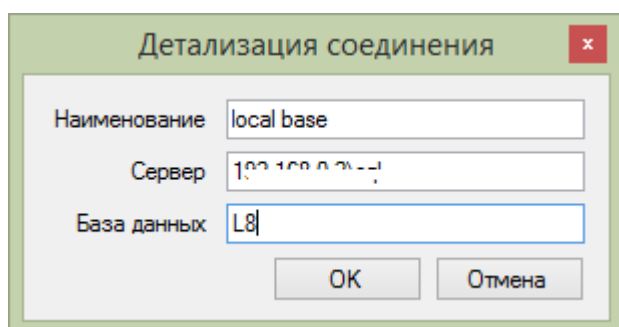 Детализация соединения
x
Наименование local base
Сервер
База данных L8
OK Отмена